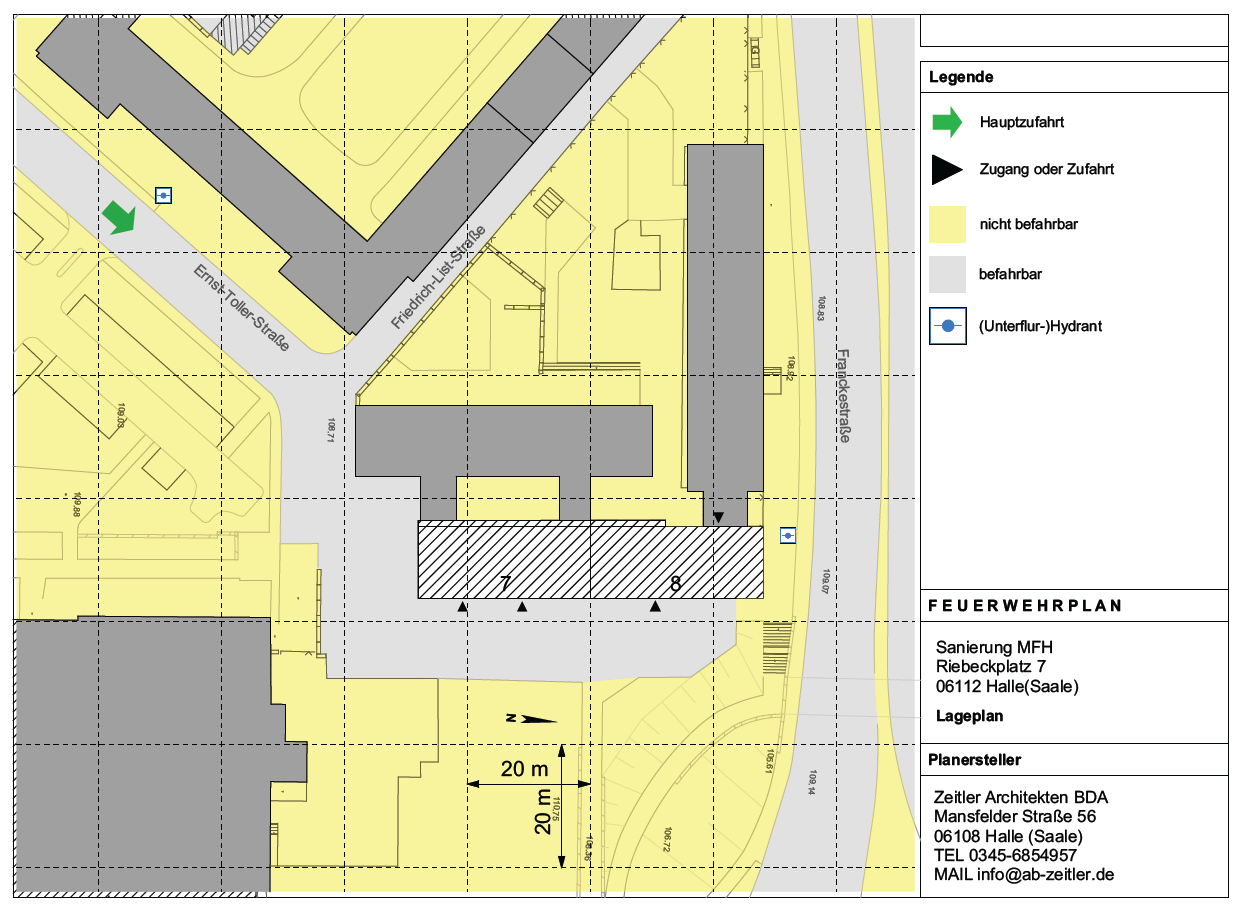 Ernst-Toller-Straße
Friedrich-List-Straße
Franckestraße
108.83
108.92
109.03
108.71
109.88
109.07
7
8
N
20 m
20 m
110.75
105.61
109.14
106.72
Legende
Hauptzufahrt
Zugang oder Zufahrt
nicht befahrbar
befahrbar
(Unterflur-)Hydrant
FEUERWEHRPLAN
Sanierung MFH
Riebeckplatz 7
06112 Halle(Saale)
Lageplan
Planersteller
Zeitler Architekten BDA
Mansfelder Straße 56
06108 Halle (Saale)
TEL 0345-6854957
MAIL info@ab-zeitler.de